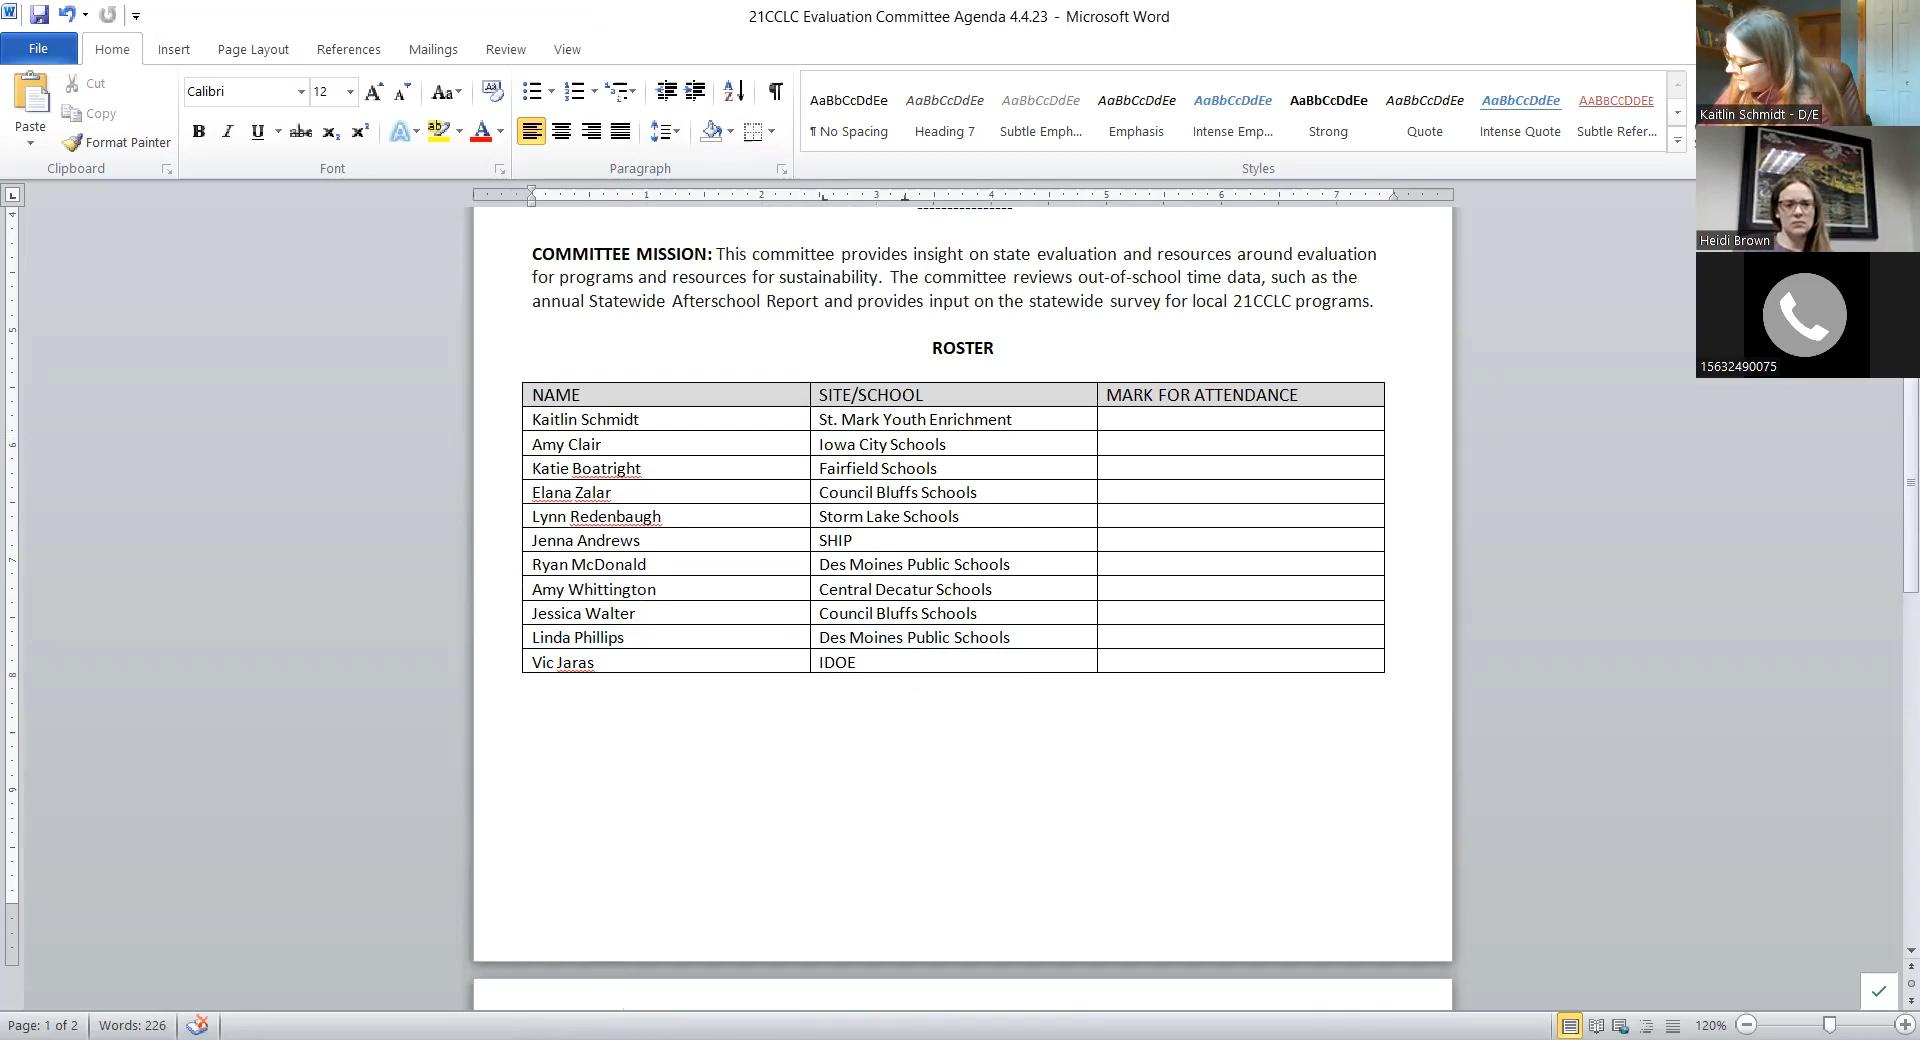 21CCLC Evaluation Committee Agenda 4.4.23 - Microsoft Word
File Home Insert Page Layout References Mailings Review View
Paste
Cut
Copy
Format Painter
Clipboard
Calibri 12
Font
Paragraph
AaBbCcDdEe AaBbCcDdEe AaBbCcDdEe AaBbCcDdEe AaBbCcDdEe AaBbCcDdEe AaBbCcDdEe AaBbCcDdEe AABBCCDDEE
¶ No Spacing Heading 7 Subtle Emph... Emphasis Intense Emp... Strong Quote Intense Quote Subtle Refer...
Styles
Kaitlin Schmidt - D/E
Heidi Brown
15632490075
1 2 3 4 5 6 7
COMMITTEE MISSION: This committee provides insight on state evaluation and resources around evaluation
for programs and resources for sustainability. The committee reviews out-of-school time data, such as the
annual Statewide Afterschool Report and provides input on the statewide survey for local 21CCLC programs.
ROSTER
NAME SITE/SCHOOL MARK FOR ATTENDANCE
Kaitlin Schmidt St. Mark Youth Enrichment
Amy Clair Iowa City Schools
Katie Boatright Fairfield Schools
Elana Zalar Council Bluffs Schools
Lynn Redenbaugh Storm Lake Schools
Jenna Andrews SHIP
Ryan McDonald Des Moines Public Schools
Amy Whittington Central Decatur Schools
Jessica Walter Council Bluffs Schools
Linda Phillips Des Moines Public Schools
Vic Jaras IDOE
Page: 1 of 2 Words: 226 120%